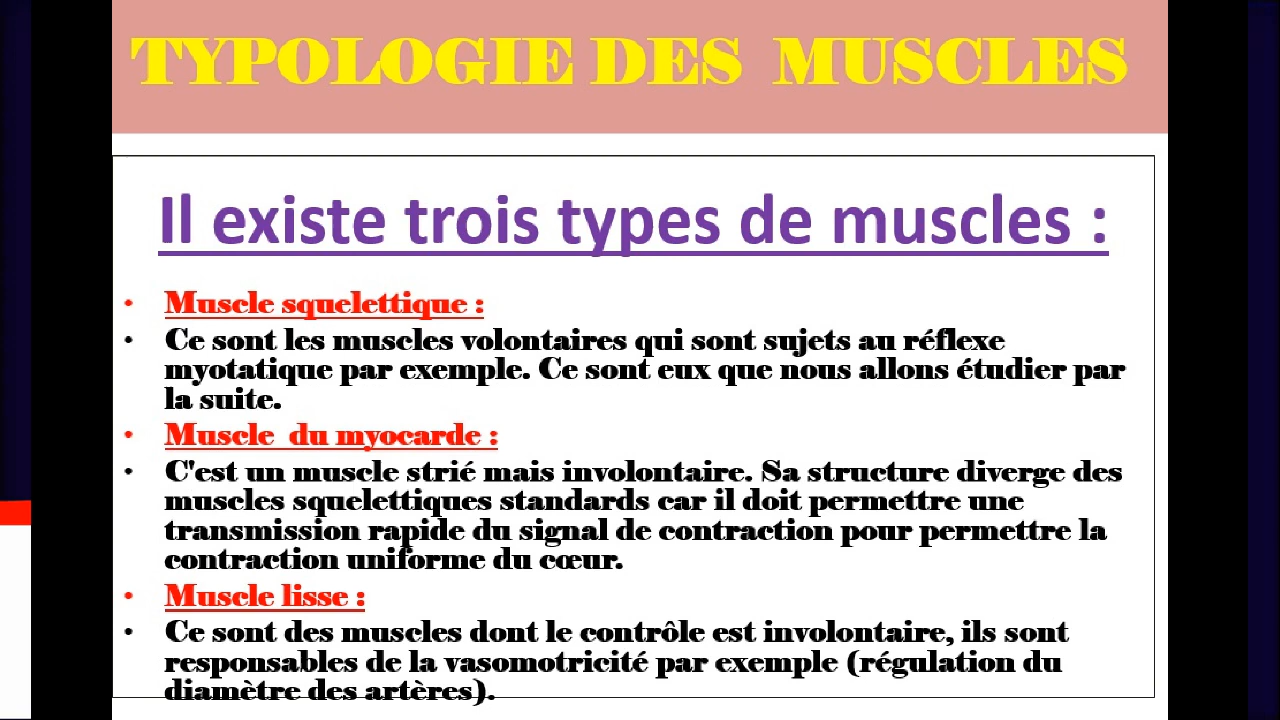 TYPOLOGIE DES MUSCLES
Il existe trois types de muscles :
• Muscle squelettique :
• Ce sont les muscles volontaires qui sont sujets au réflexe
myotatique par exemple. Ce sont eux que nous allons étudier par
la suite.
• Muscle du myocarde :
• C'est un muscle strié mais involontaire. Sa structure diverge des
muscles squelettiques standards car il doit permettre une
transmission rapide du signal de contraction pour permettre la
contraction uniforme du cœur.
• Muscle lisse :
• Ce sont des muscles dont le contrôle est involontaire, ils sont
responsables de la vasomotricité par exemple (régulation du
diamètre des artères).